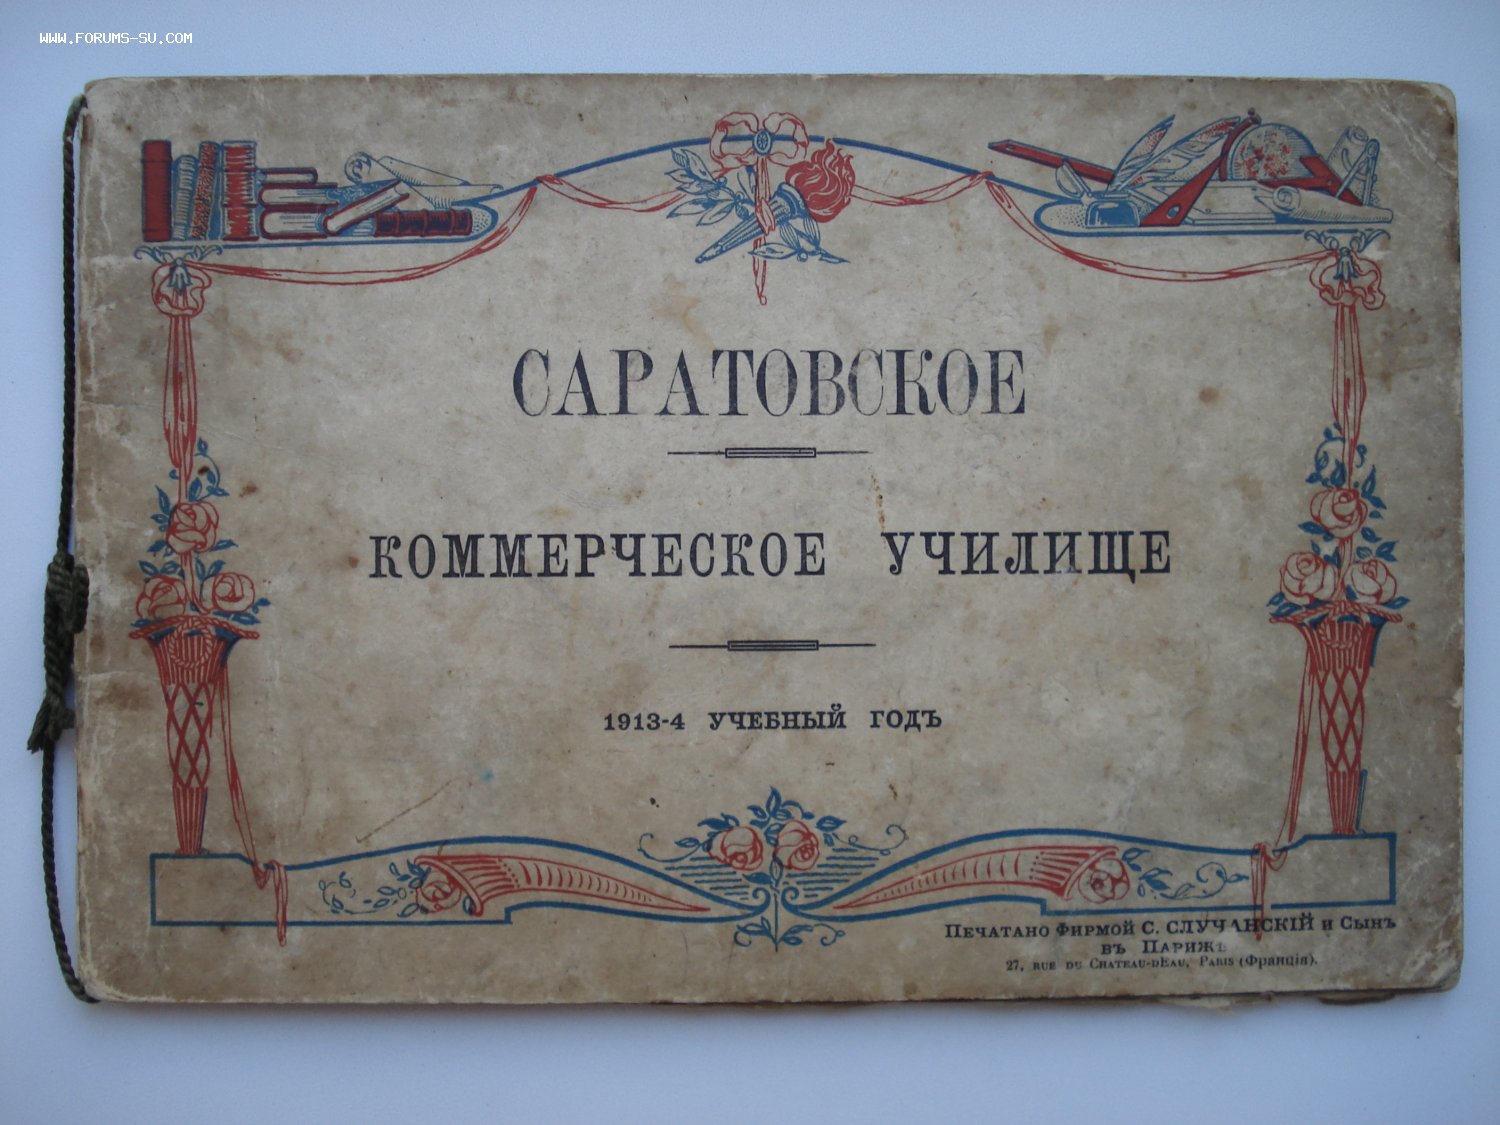 WWW.FORUMS-SU.COM
САРАТОВСКОЕ
КОММЕРЧЕСКОЕ УЧИЛИЩЕ
1913-4 УЧЕБНЫЙ ГОДЪ
ПЕЧАТАНО ФИРМОЙ С. СЛУЧАНСКІЙ И СЫНЪ
ВЪ ПАРИЖѢ
27, RUE DU CHATEAU-DEAU, PARIS (Франція).